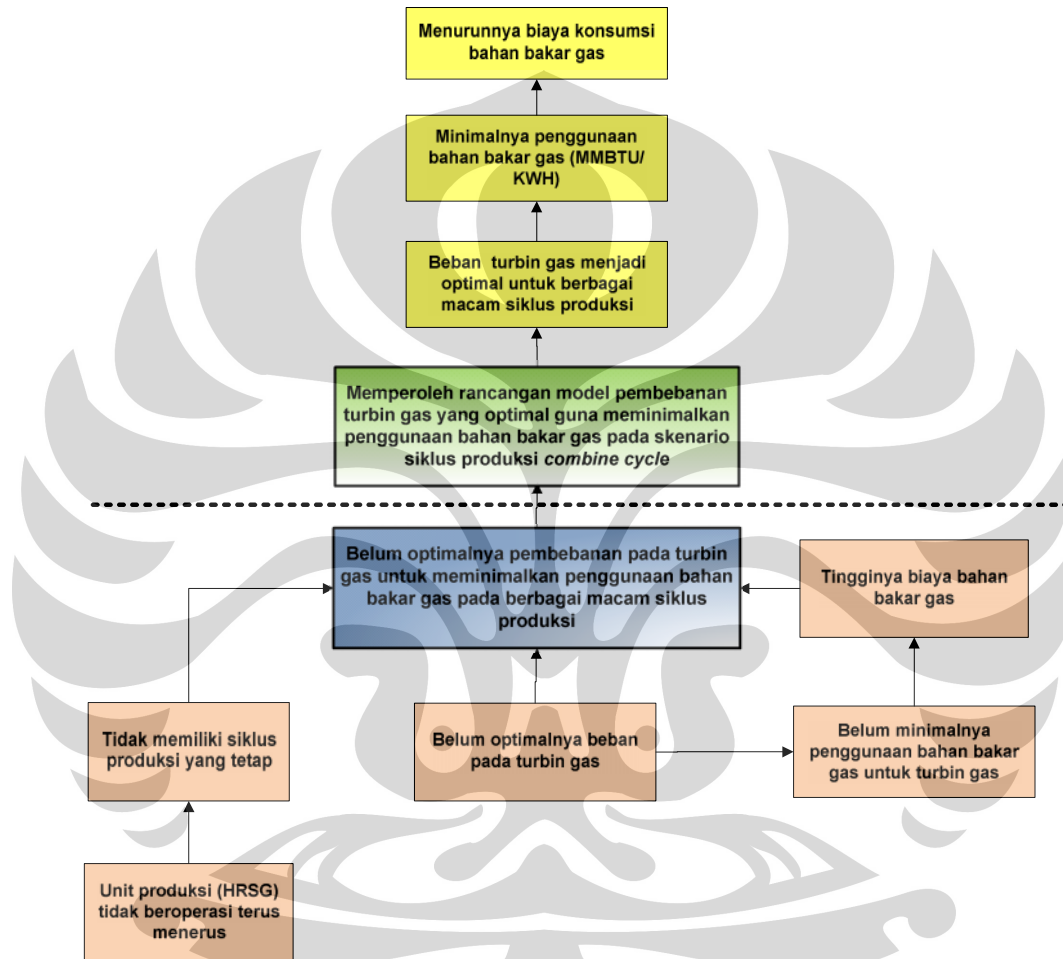 Menurunnya biaya konsumsi
bahan bakar gas
Minimalnya penggunaan
bahan bakar gas (MMBTU/
KWH)
Beban turbin gas menjadi
optimal untuk berbagai
macam siklus produksi
Memperoleh rancangan model pembebanan
turbin gas yang optimal guna meminimalkan
penggunaan bahan bakar gas pada skenario
siklus produksi combine cycle
Belum optimalnya pembebanan pada turbin
gas untuk meminimalkan penggunaan bahan
bakar gas pada berbagai macam siklus
produksi
Tingginya biaya bahan
bakar gas
Tidak memiliki siklus
produksi yang tetap
Belum optimalnya beban
pada turbin gas
Belum minimalnya
penggunaan bahan bakar
gas untuk turbin gas
Unit produksi (HRSG)
tidak beroperasi terus
menerus